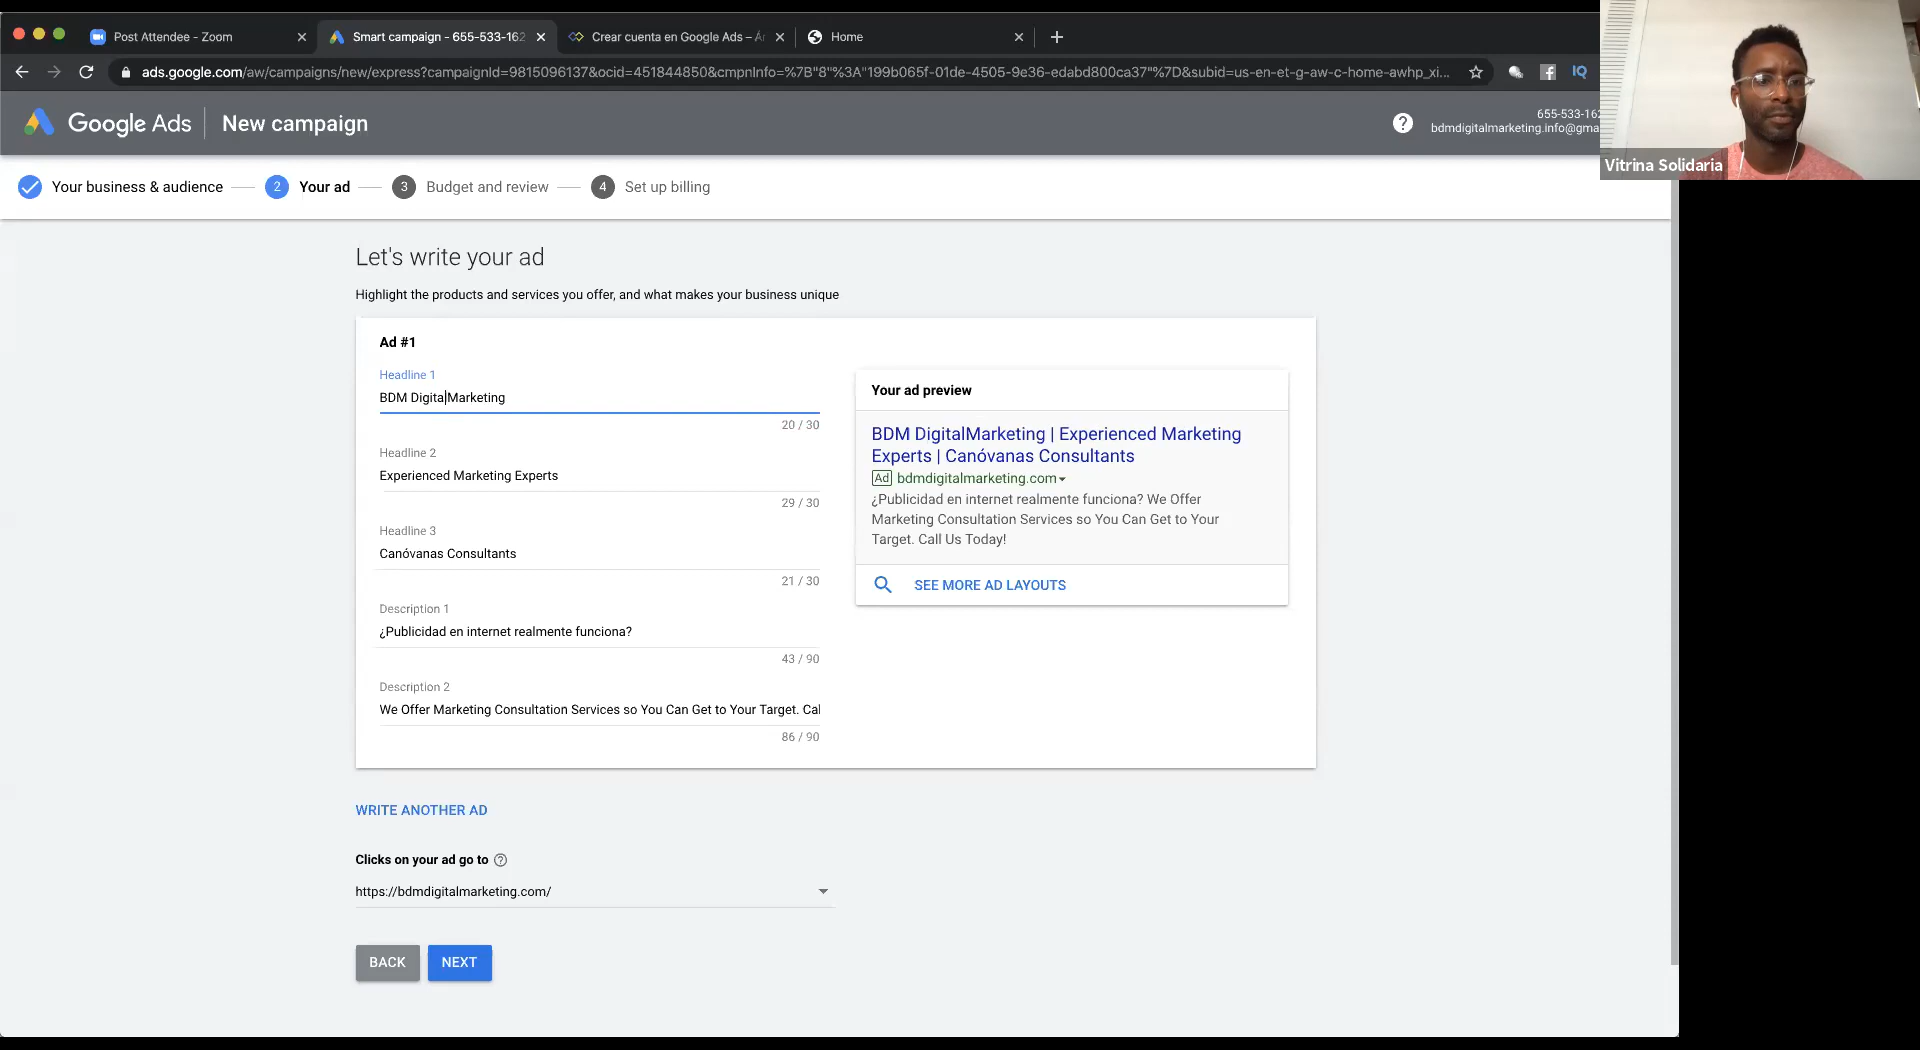 Post Attendee - Zoom
Smart campaign - 655-533-162
Crear cuenta en Google Ads –
Home
ads.google.com/aw/campaigns/new/express?campaignId=9815096137&ocid=451844850&cmpnInfo=%7B"8"%3A"199b065f-01de-4505-9e36-edabd800ca37"%7D&subid=us-en-et-g-aw-c-home-awhp_xi...
IQ
Google Ads
New campaign
?
655-533-162
bdmdigitalmarketing.info@gma
Vitrina Solidaria
Your business & audience
2 Your ad
3 Budget and review
4 Set up billing
Let's write your ad
Highlight the products and services you offer, and what makes your business unique
Ad #1
Headline 1
BDM DigitalMarketing
20 / 30
Headline 2
Experienced Marketing Experts
29 / 30
Headline 3
Canóvanas Consultants
21 / 30
Description 1
¿Publicidad en internet realmente funciona?
43 / 90
Description 2
We Offer Marketing Consultation Services so You Can Get to Your Target. Cal
86 / 90
Your ad preview
BDM DigitalMarketing | Experienced Marketing
Experts | Canóvanas Consultants
Ad bdmdigitalmarketing.com
¿Publicidad en internet realmente funciona? We Offer
Marketing Consultation Services so You Can Get to Your
Target. Call Us Today!
SEE MORE AD LAYOUTS
WRITE ANOTHER AD
Clicks on your ad go to ?
https://bdmdigitalmarketing.com/
BACK
NEXT